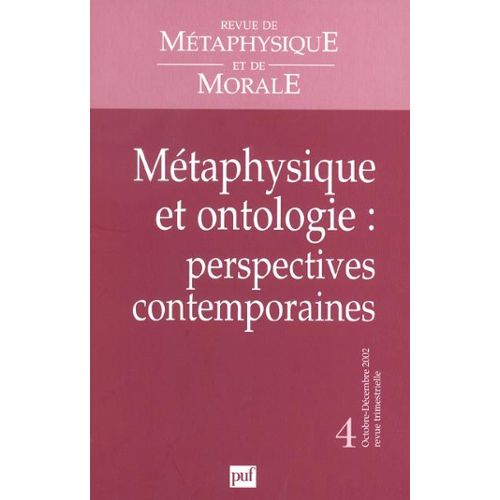 REVUE DE
MÉTAPHYSIQUE
ET DE
MORALE
Métaphysique
et ontologie :
perspectives
contemporaines
4
Octobre-Décembre 2002
revue trimestrielle
puf